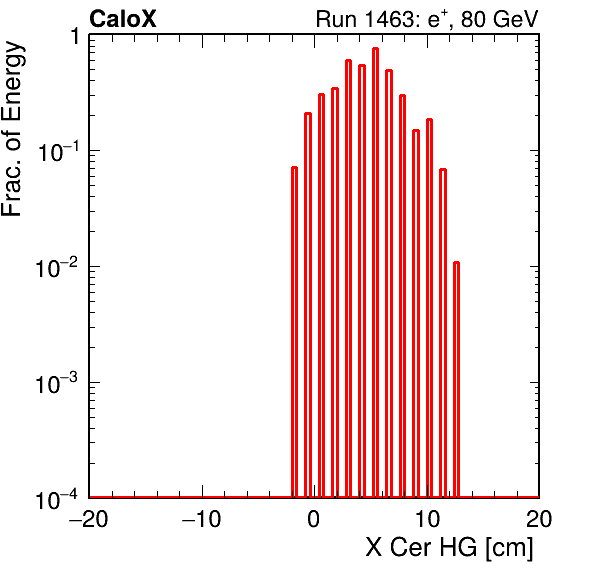 CaloX Run 1463: e⁺, 80 GeV
Frac. of Energy
1
10⁻¹
10⁻²
10⁻³
10⁻⁴
−20 −10 0 10 20
X Cer HG [cm]